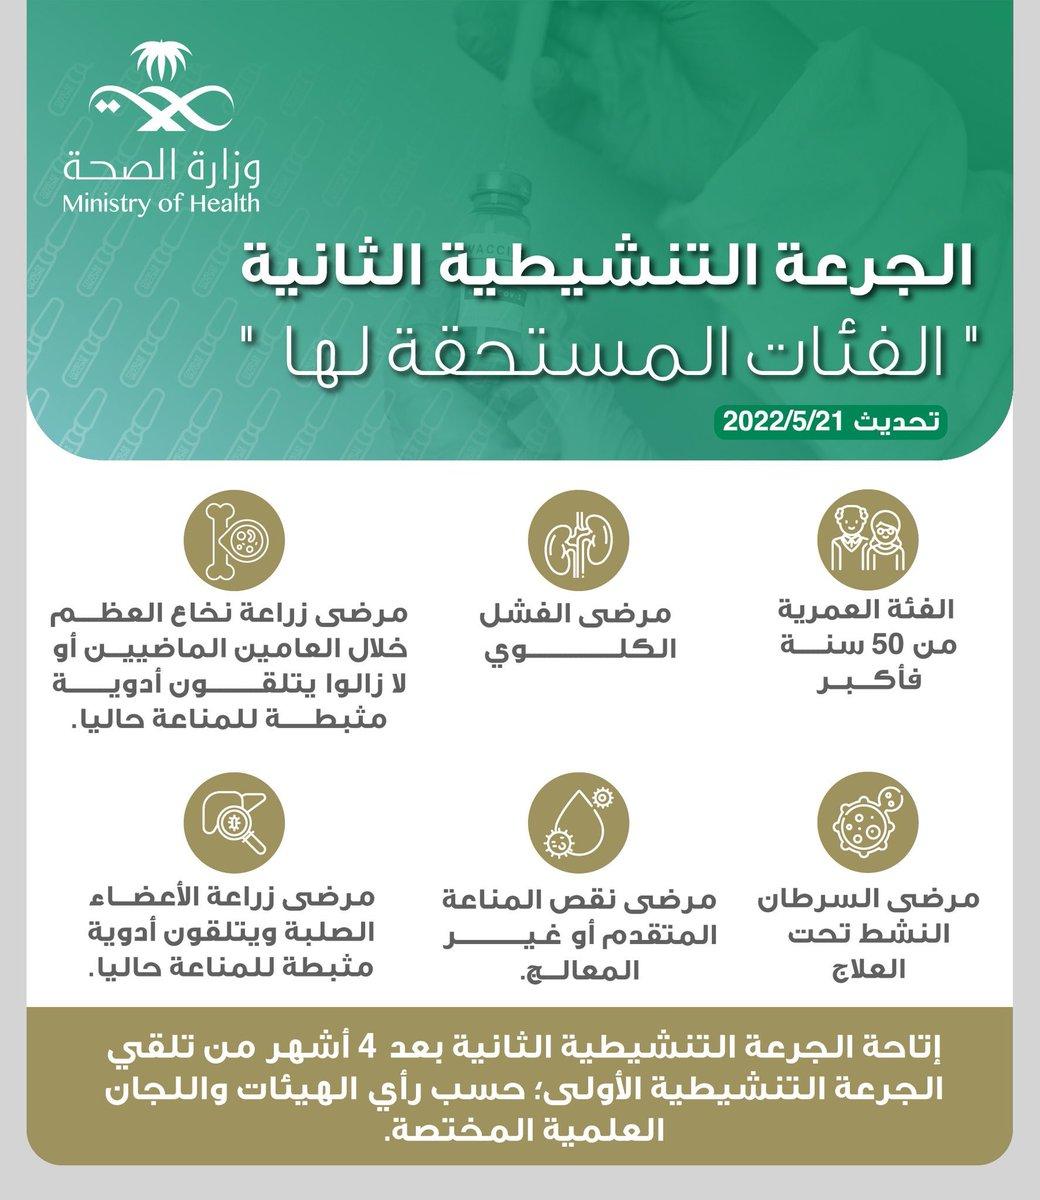 وزارة الصحة
Ministry of Health
الجرعة التنشيطية الثانية
" الفئات المستحقة لها "
تحديث 2022/5/21
الفئة العمرية
من 50 سنة
فأكبر
مرضى الفشل
الكلوي
مرضى زراعة نخاع العظم
خلال العامين الماضيين أو
لا زالوا يتلقون أدوية
مثبطة للمناعة حاليا.
مرضى السرطان
النشط تحت
العلاج
مرضى نقص المناعة
المتقدم أو غير
المعالج.
مرضى زراعة الأعضاء
الصلبة ويتلقون أدوية
مثبطة للمناعة حاليا.
إتاحة الجرعة التنشيطية الثانية بعد 4 أشهر من تلقي
الجرعة التنشيطية الأولى؛ حسب رأي الهيئات واللجان
العلمية المختصة.